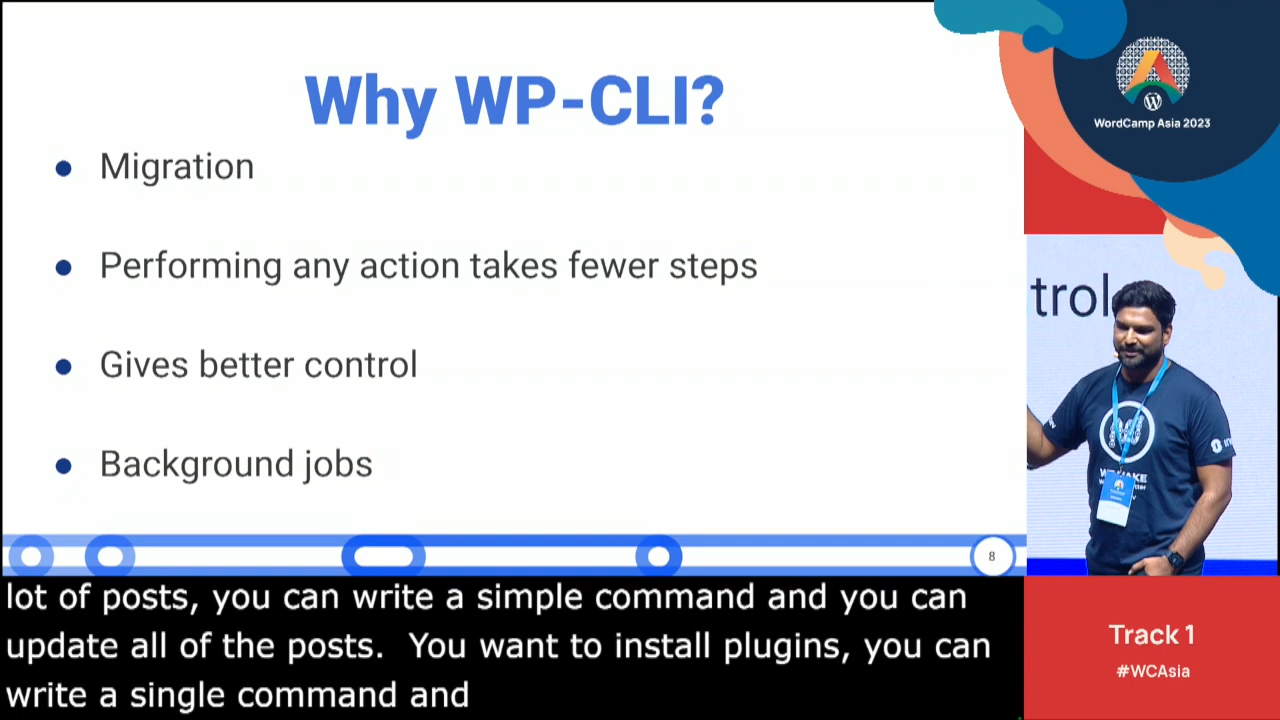 Why WP-CLI?
Migration
Performing any action takes fewer steps
Gives better control
Background jobs
8
WordCamp Asia 2023
trol
lot of posts, you can write a simple command and you can
update all of the posts.  You want to install plugins, you can
write a single command and
Track 1
#WCAsia